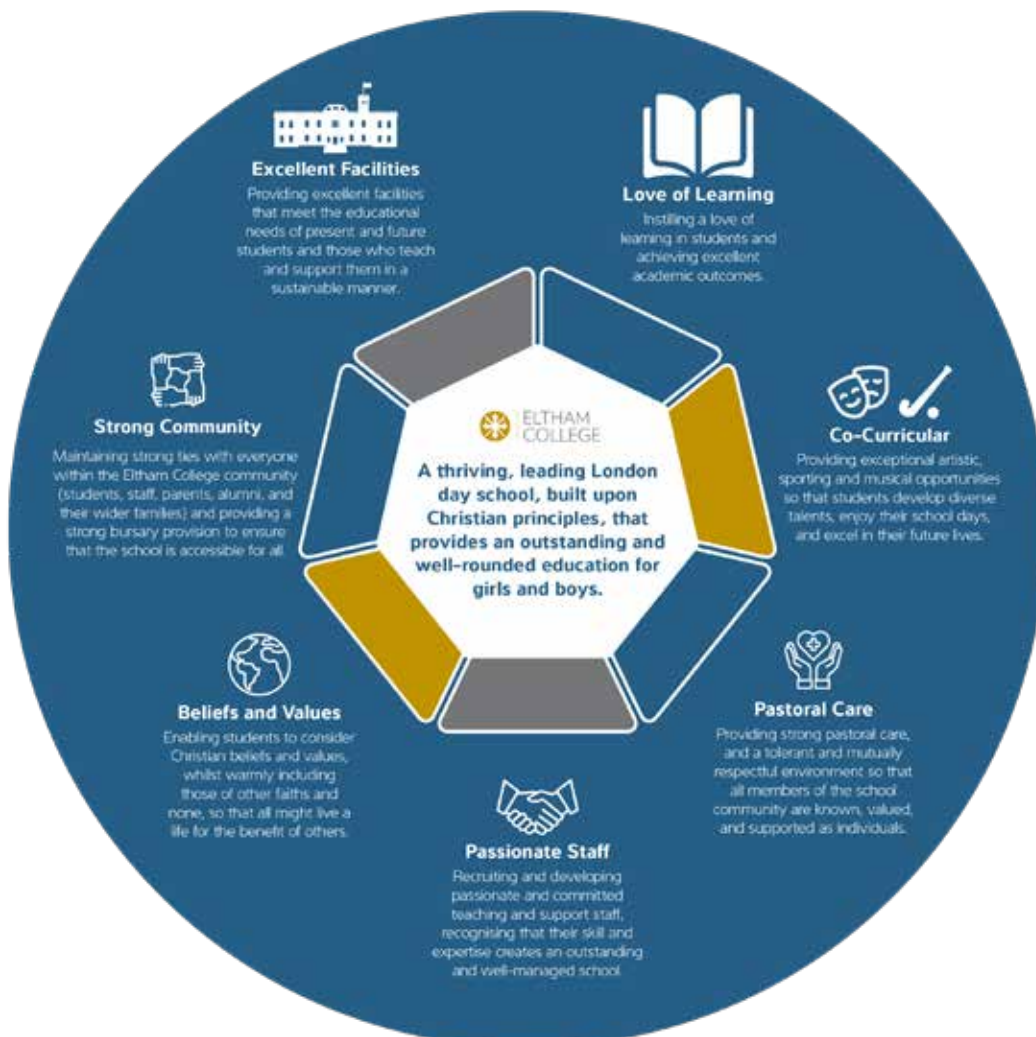 Excellent Facilities
Providing excellent facilities
that meet the educational
needs of present and future
students and those who teach
and support them in a
sustainable manner.
Love of Learning
Instilling a love of
learning in students and
achieving excellent
academic outcomes.
Strong Community
Maintaining strong ties with everyone
within the Eltham College community
(students, staff, parents, alumni, and
their wider families) and providing a
strong bursary provision to ensure
that the school is accessible for all
ELTHAM
COLLEGE
A thriving, leading London
day school, built upon
Christian principles, that
provides an outstanding and
well-rounded education for
girls and boys.
Co-Curricular
Providing exceptional artistic,
sporting and musical opportunities
so that students develop diverse
talents, enjoy their school days,
and excel in their future lives.
Beliefs and Values
Enabling students to consider
Christian beliefs and values,
whilst warmly including
those of other faiths and
none, so that all might live a
life for the benefit of others.
Pastoral Care
Providing strong pastoral care,
and a tolerant and mutually
respectful environment so that
all members of the school
community are known, valued,
and supported as individuals.
Passionate Staff
Recruiting and developing
passionate and committed
teaching and support staff,
recognising that their skill and
expertise creates an outstanding
and well-managed school